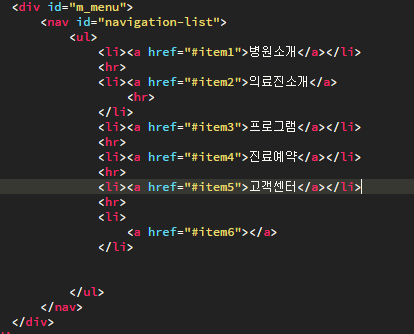 <div id="m_menu">
<nav id="navigation-list">
<ul>
<li><a href="#item1">병원소개</a></li>
<hr>
<li><a href="#item2">의료진소개</a>
<hr>
</li>
<li><a href="#item3">프로그램</a></li>
<hr>
<li><a href="#item4">진료예약</a></li>
<hr>
<li><a href="#item5">고객센터</a></li>
<hr>
<li>
<a href="#item6"></a>
</li>
</ul>
</nav>
</div>